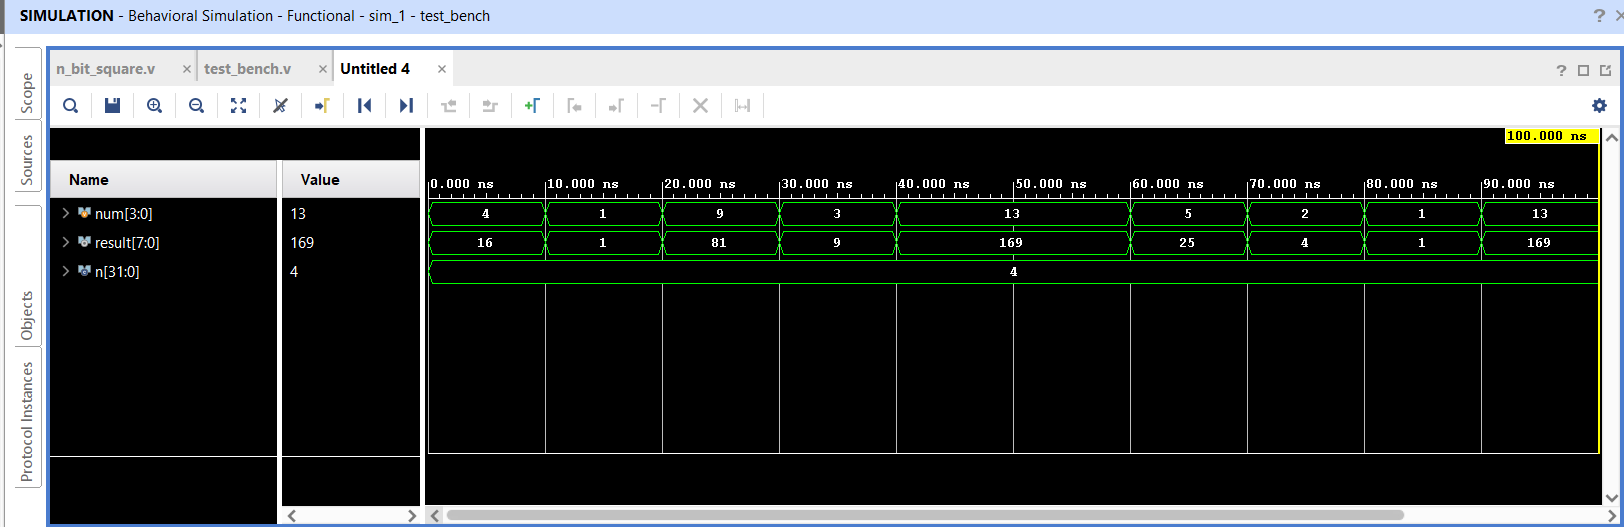 SIMULATION - Behavioral Simulation - Functional - sim_1 - test_bench
?
Scope
Sources
Objects
Protocol Instances
n_bit_square.v
test_bench.v
Untitled 4
?
Name
Value
100.000 ns
0.000 ns 10.000 ns 20.000 ns 30.000 ns 40.000 ns 50.000 ns 60.000 ns 70.000 ns 80.000 ns 90.000 ns
num[3:0] 13 4 1 9 3 13 5 2 1 13
result[7:0] 169 16 1 81 9 169 25 4 1 169
n[31:0] 4 4